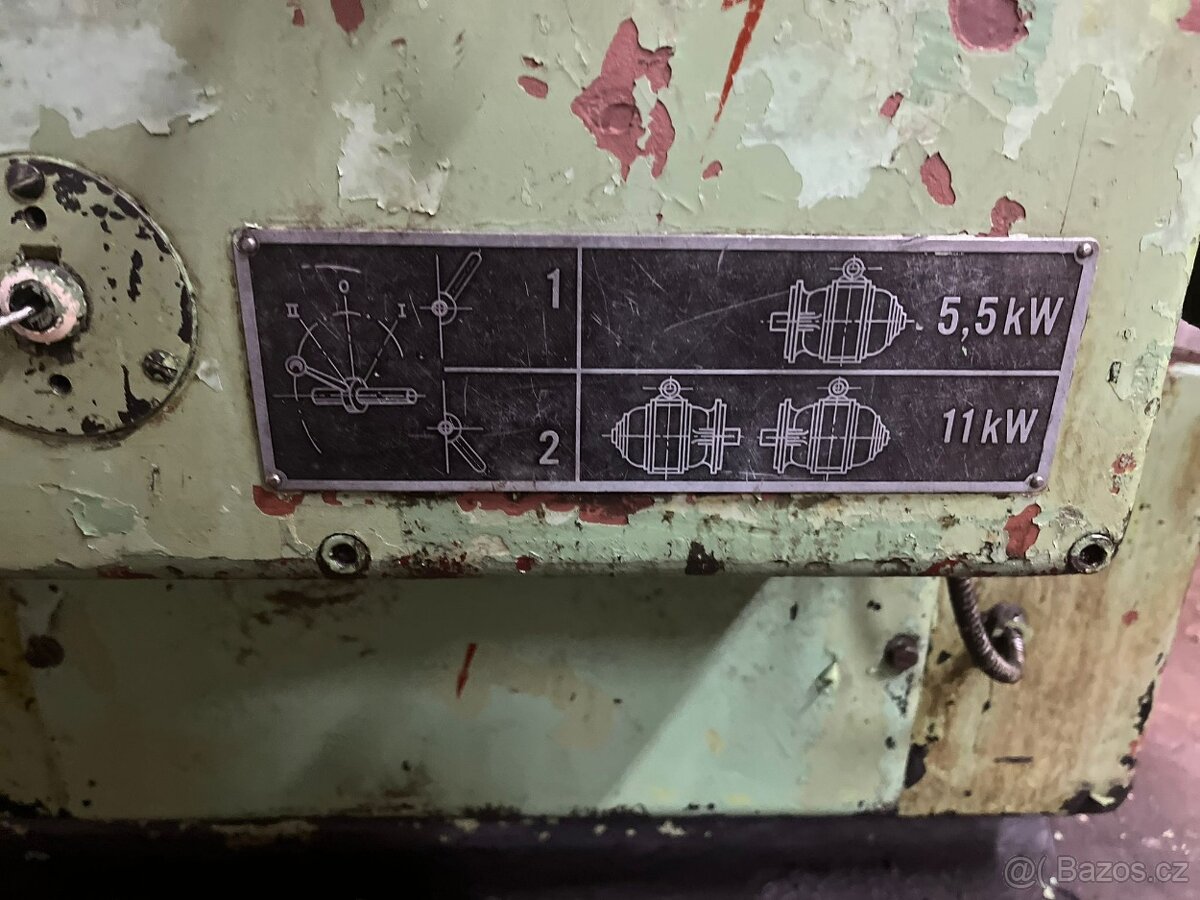 II O I
1
5,5 kW
2
11 kW
@( Bazos.cz